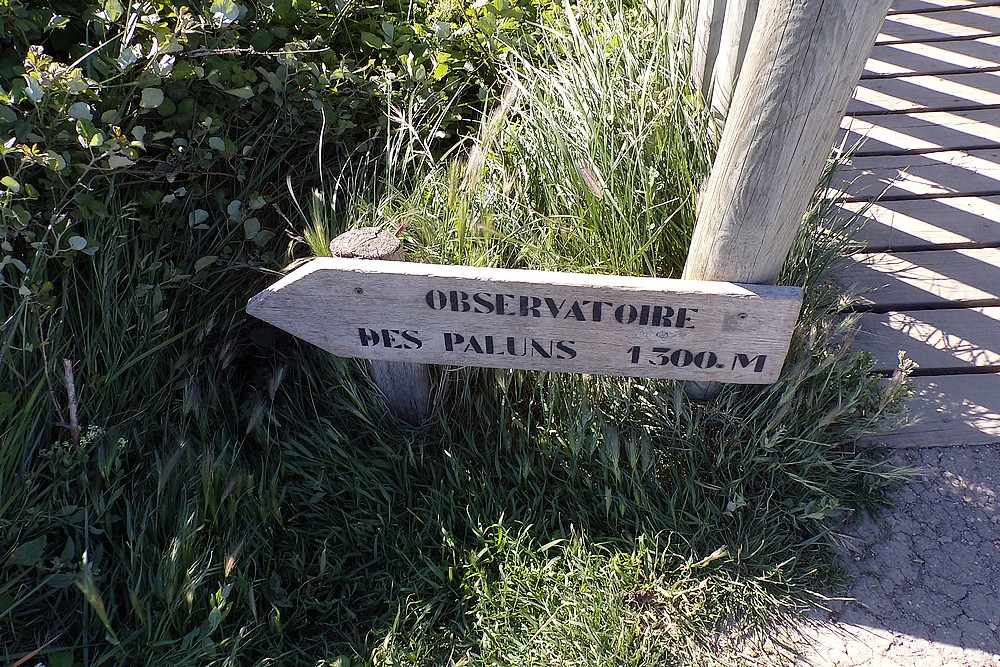 OBSERVATOIRE
DES PALUNS 1300.M